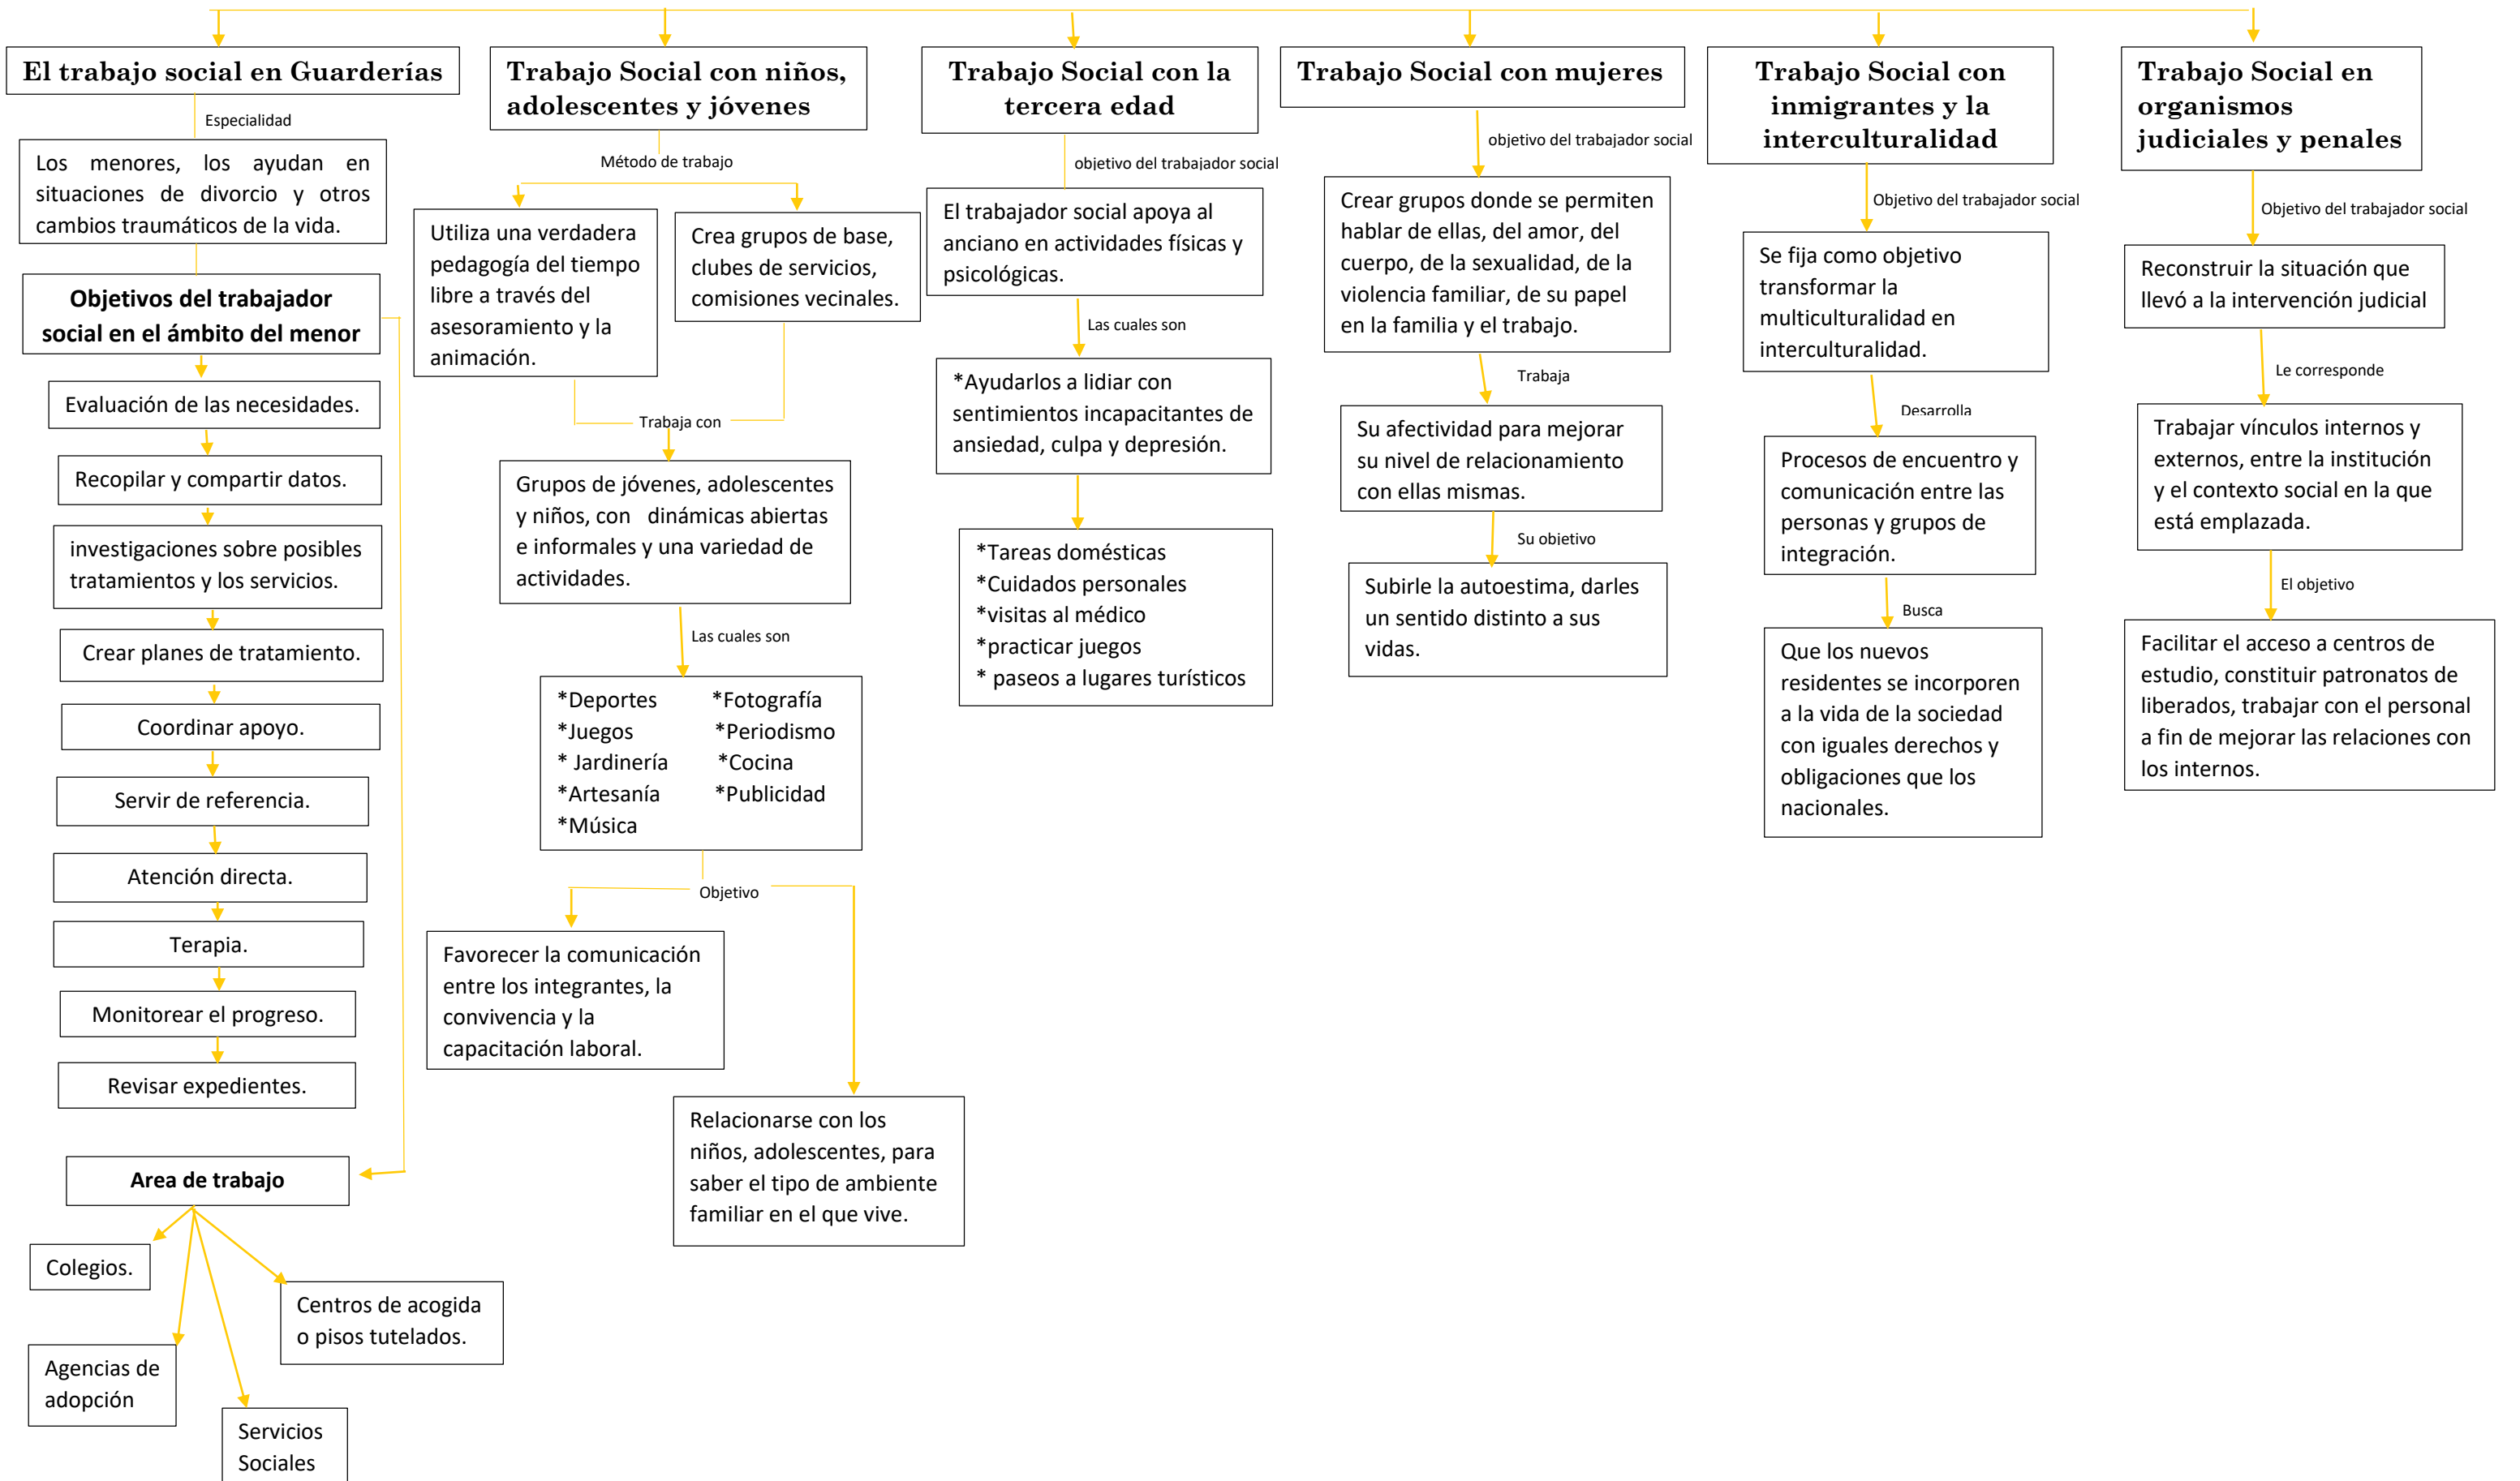 El trabajo social en Guarderías
Especialidad
Los menores, los ayudan en
situaciones de divorcio y otros
cambios traumáticos de la vida.
Objetivos del trabajador
social en el ámbito del menor
Evaluación de las necesidades.
Recopilar y compartir datos.
investigaciones sobre posibles
tratamientos y los servicios.
Crear planes de tratamiento.
Coordinar apoyo.
Servir de referencia.
Atención directa.
Terapia.
Monitorear el progreso.
Revisar expedientes.
Area de trabajo
Colegios.
Centros de acogida
o pisos tutelados.
Agencias de
adopción
Servicios
Sociales
Trabajo Social con niños,
adolescentes y jóvenes
Método de trabajo
Utiliza una verdadera
pedagogía del tiempo
libre a través del
asesoramiento y la
animación.
Crea grupos de base,
clubes de servicios,
comisiones vecinales.
Trabaja con
Grupos de jóvenes, adolescentes
y niños, con dinámicas abiertas
e informales y una variedad de
actividades.
Las cuales son
*Deportes *Fotografía
*Juegos *Periodismo
* Jardinería *Cocina
*Artesanía *Publicidad
*Música
Objetivo
Favorecer la comunicación
entre los integrantes, la
convivencia y la
capacitación laboral.
Relacionarse con los
niños, adolescentes, para
saber el tipo de ambiente
familiar en el que vive.
Trabajo Social con la
tercera edad
objetivo del trabajador social
El trabajador social apoya al
anciano en actividades físicas y
psicológicas.
Las cuales son
*Ayudarlos a lidiar con
sentimientos incapacitantes de
ansiedad, culpa y depresión.
*Tareas domésticas
*Cuidados personales
*visitas al médico
*practicar juegos
* paseos a lugares turísticos
Trabajo Social con mujeres
objetivo del trabajador social
Crear grupos donde se permiten
hablar de ellas, del amor, del
cuerpo, de la sexualidad, de la
violencia familiar, de su papel
en la familia y el trabajo.
Trabaja
Su afectividad para mejorar
su nivel de relacionamiento
con ellas mismas.
Su objetivo
Subirle la autoestima, darles
un sentido distinto a sus
vidas.
Trabajo Social con
inmigrantes y la
interculturalidad
Objetivo del trabajador social
Se fija como objetivo
transformar la
multiculturalidad en
interculturalidad.
Desarrolla
Procesos de encuentro y
comunicación entre las
personas y grupos de
integración.
Busca
Que los nuevos
residentes se incorporen
a la vida de la sociedad
con iguales derechos y
obligaciones que los
nacionales.
Trabajo Social en
organismos
judiciales y penales
Objetivo del trabajador social
Reconstruir la situación que
llevó a la intervención judicial
Le corresponde
Trabajar vínculos internos y
externos, entre la institución
y el contexto social en la que
está emplazada.
El objetivo
Facilitar el acceso a centros de
estudio, constituir patronatos de
liberados, trabajar con el personal
a fin de mejorar las relaciones con
los internos.